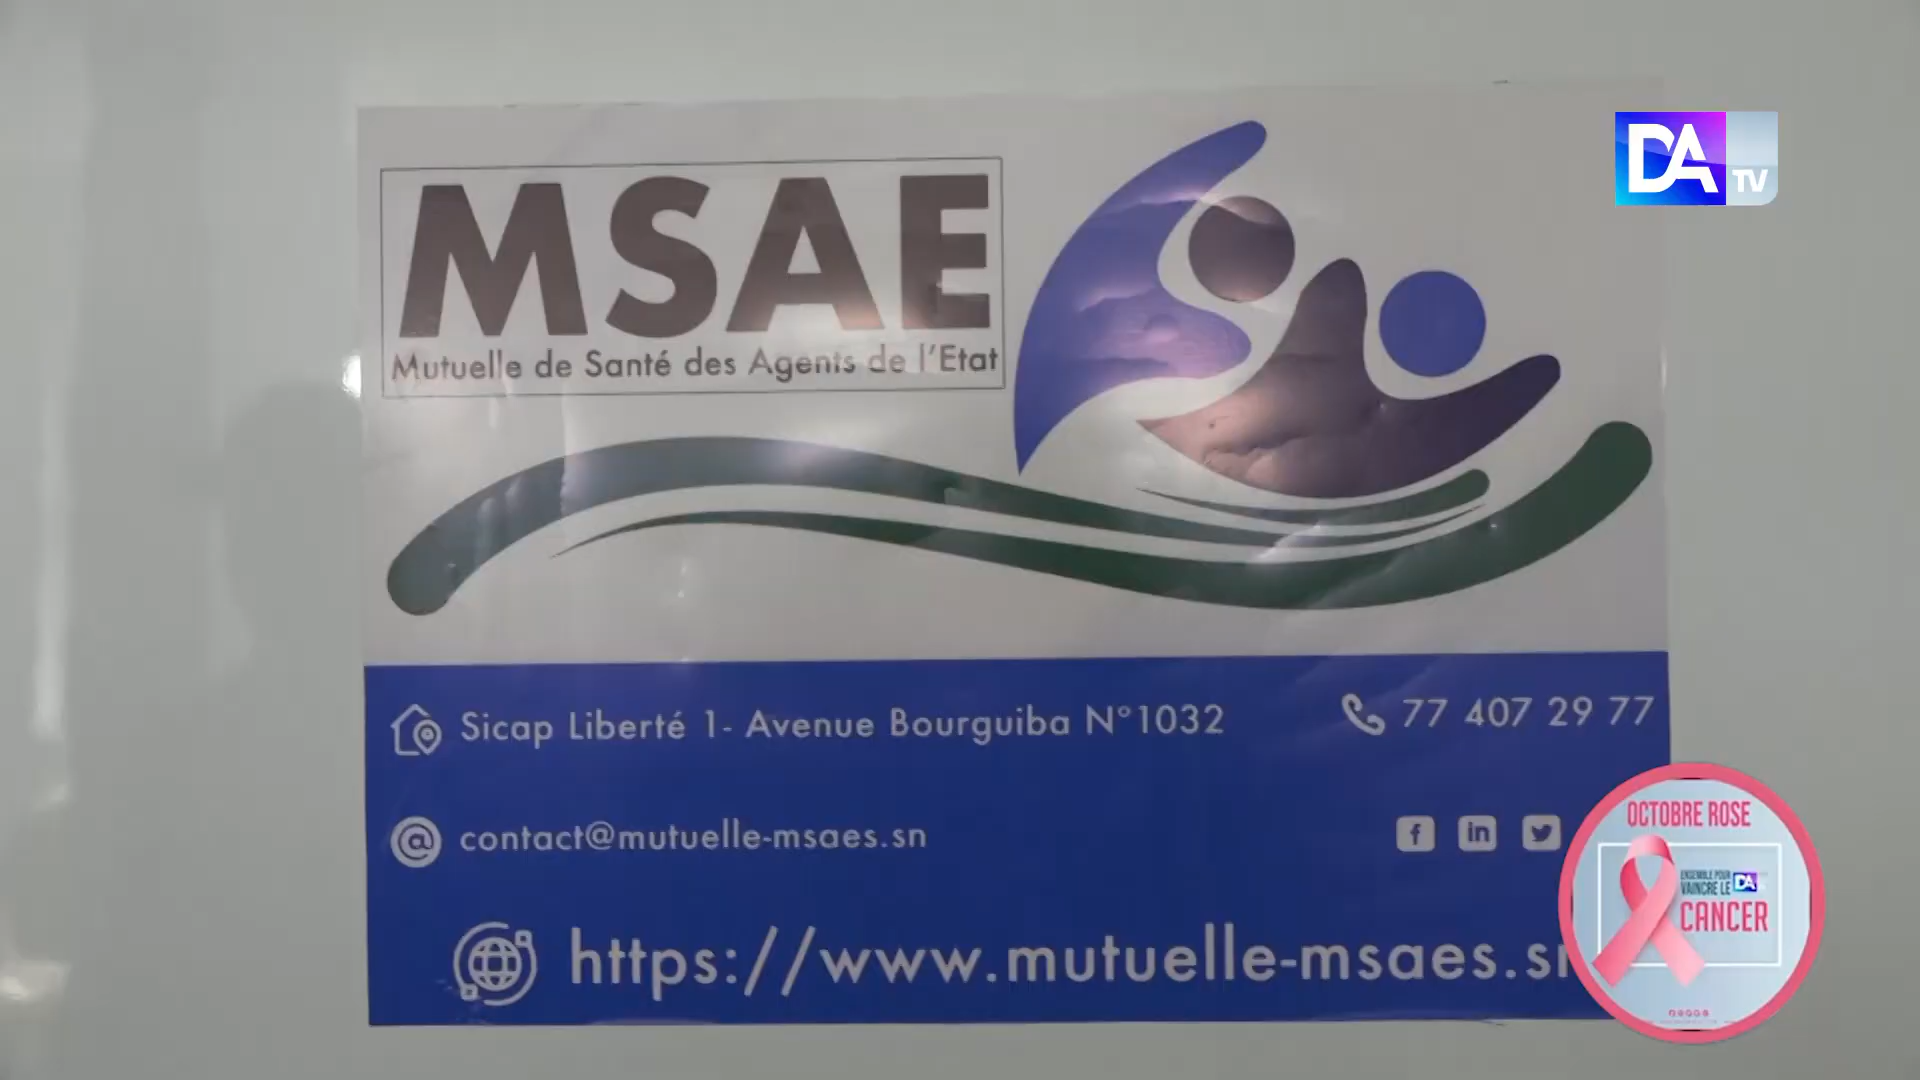 MSAE
Mutuelle de Santé des Agents de l'Etat
DA TV
Sicap Liberté 1- Avenue Bourguiba N°1032
77 407 29 77
contact@mutuelle-msaes.sn
https://www.mutuelle-msaes.sn
OCTOBRE ROSE
ENSEMBLE POUR
VAINCRE LE DA
CANCER